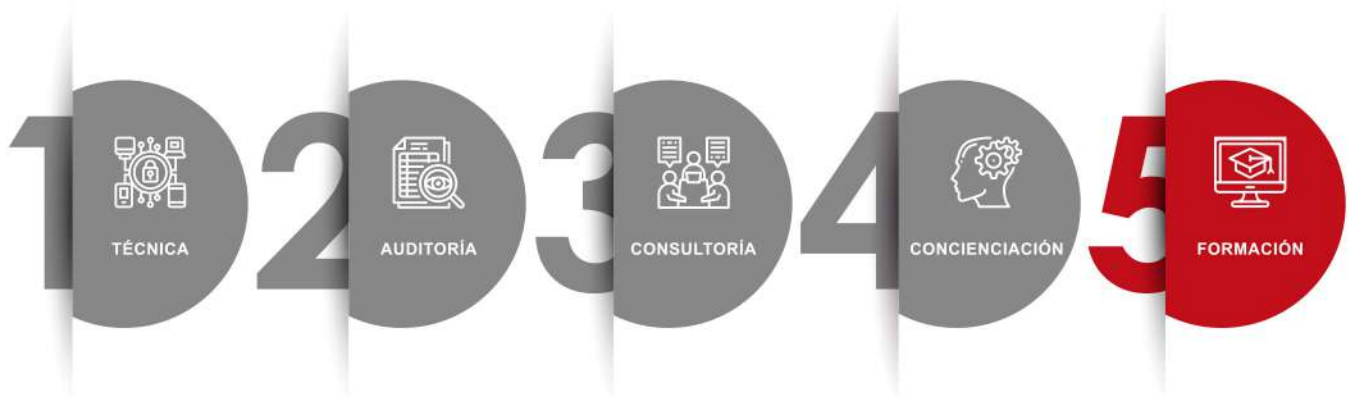 1
TÉCNICA
2
AUDITORÍA
3
CONSULTORÍA
4
CONCIENCIACIÓN
5
FORMACIÓN